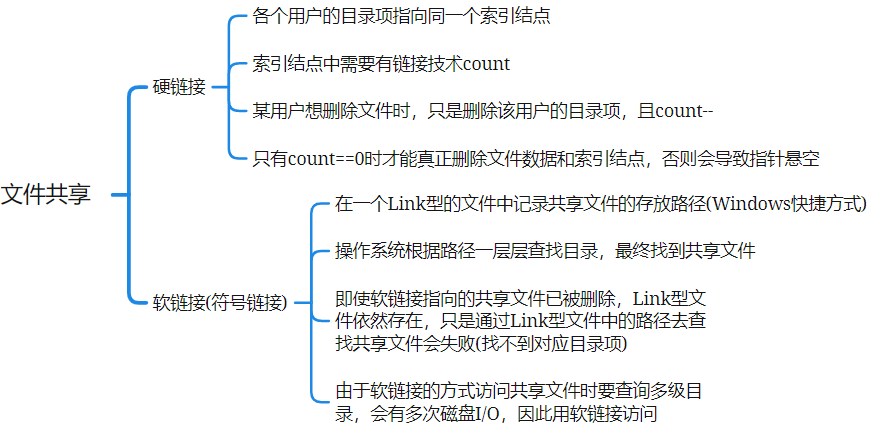 文件共享
硬链接
各个用户的目录项指向同一个索引结点
索引结点中需要有链接技术count
某用户想删除文件时，只是删除该用户的目录项，且count--
只有count==0时才能真正删除文件数据和索引结点，否则会导致指针悬空
软链接(符号链接)
在一个Link型的文件中记录共享文件的存放路径(Windows快捷方式)
操作系统根据路径一层层查找目录，最终找到共享文件
即使软链接指向的共享文件已被删除，Link型文
件依然存在，只是通过Link型文件中的路径去查
找共享文件会失败(找不到对应目录项)
由于软链接的方式访问共享文件时要查询多级目
录，会有多次磁盘I/O，因此用软链接访问